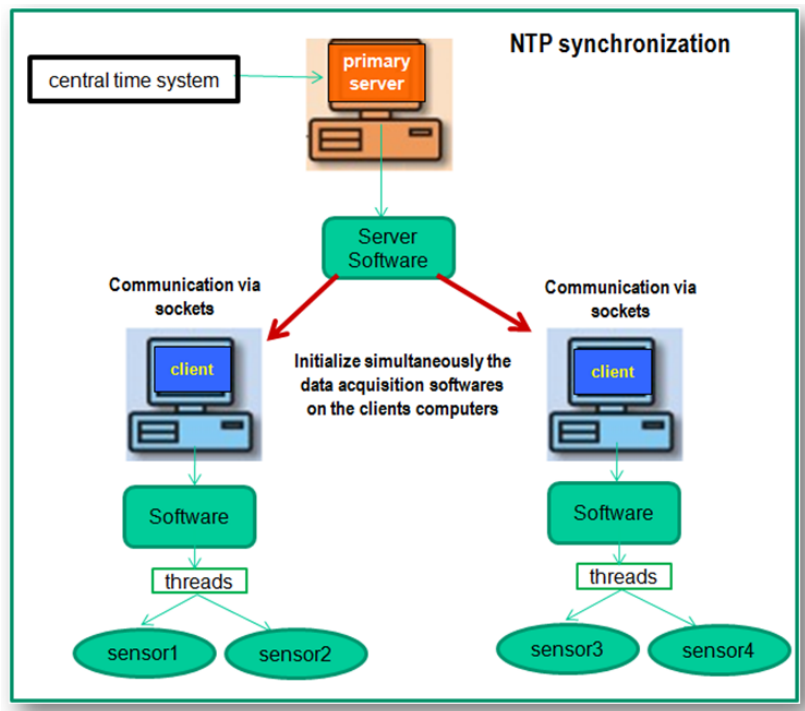 NTP synchronization
central time system
primary
server
Server
Software
Communication via
sockets
Communication via
sockets
client
Initialize simultaneously the
data acquisition softwares
on the clients computers
client
Software
Software
threads
threads
sensor1
sensor2
sensor3
sensor4